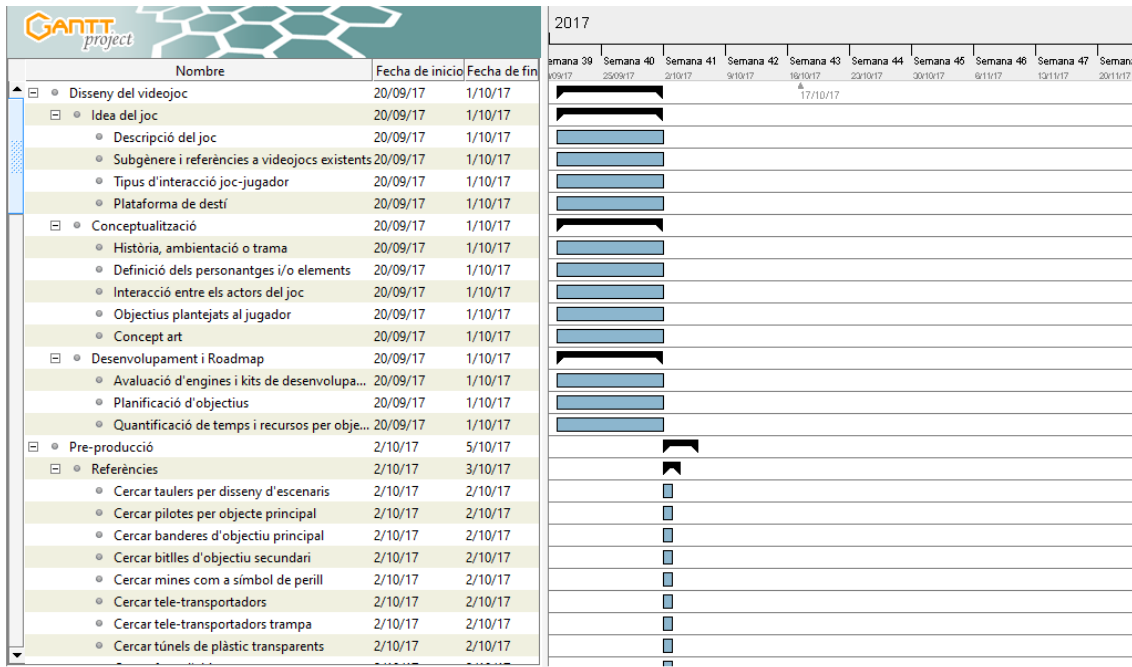 GANTT
project
2017
emana 39 Semana 40 Semana 41 Semana 42 Semana 43 Semana 44 Semana 45 Semana 46 Semana 47 Seman
/09/17 25/09/17 2/10/17 9/10/17 16/10/17 23/10/17 30/10/17 6/11/17 13/11/17 20/11/17
17/10/17
Nombre Fecha de inicio Fecha de fin
Disseny del videojoc 20/09/17 1/10/17
Idea del joc 20/09/17 1/10/17
Descripció del joc 20/09/17 1/10/17
Subgènere i referències a videojocs existents 20/09/17 1/10/17
Tipus d'interacció joc-jugador 20/09/17 1/10/17
Plataforma de destí 20/09/17 1/10/17
Conceptualització 20/09/17 1/10/17
Història, ambientació o trama 20/09/17 1/10/17
Definició dels personantges i/o elements 20/09/17 1/10/17
Interacció entre els actors del joc 20/09/17 1/10/17
Objectius plantejats al jugador 20/09/17 1/10/17
Concept art 20/09/17 1/10/17
Desenvolupament i Roadmap 20/09/17 1/10/17
Avaluació d'engines i kits de desenvolupa... 20/09/17 1/10/17
Planificació d'objectius 20/09/17 1/10/17
Quantificació de temps i recursos per obje... 20/09/17 1/10/17
Pre-producció 2/10/17 5/10/17
Referències 2/10/17 3/10/17
Cercar taulers per disseny d'escenaris 2/10/17 2/10/17
Cercar pilotes per objecte principal 2/10/17 2/10/17
Cercar banderes d'objectiu principal 2/10/17 2/10/17
Cercar bitlles d'objectiu secundari 2/10/17 2/10/17
Cercar mines com a símbol de perill 2/10/17 2/10/17
Cercar tele-transportadors 2/10/17 2/10/17
Cercar tele-transportadors trampa 2/10/17 2/10/17
Cercar túnels de plàstic transparents 2/10/17 2/10/17